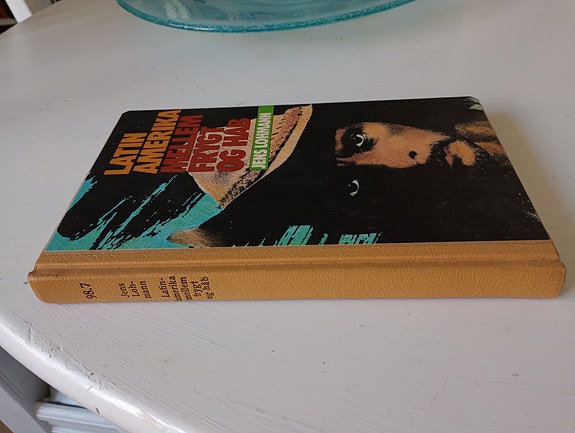 LATIN
AMERIKA
MELLEM
FRYGT
OG HÅB
JENS LOHMANN
98.7
Jens
Loh-
mann
Latin-
amerika
mellem
frygt
og håb